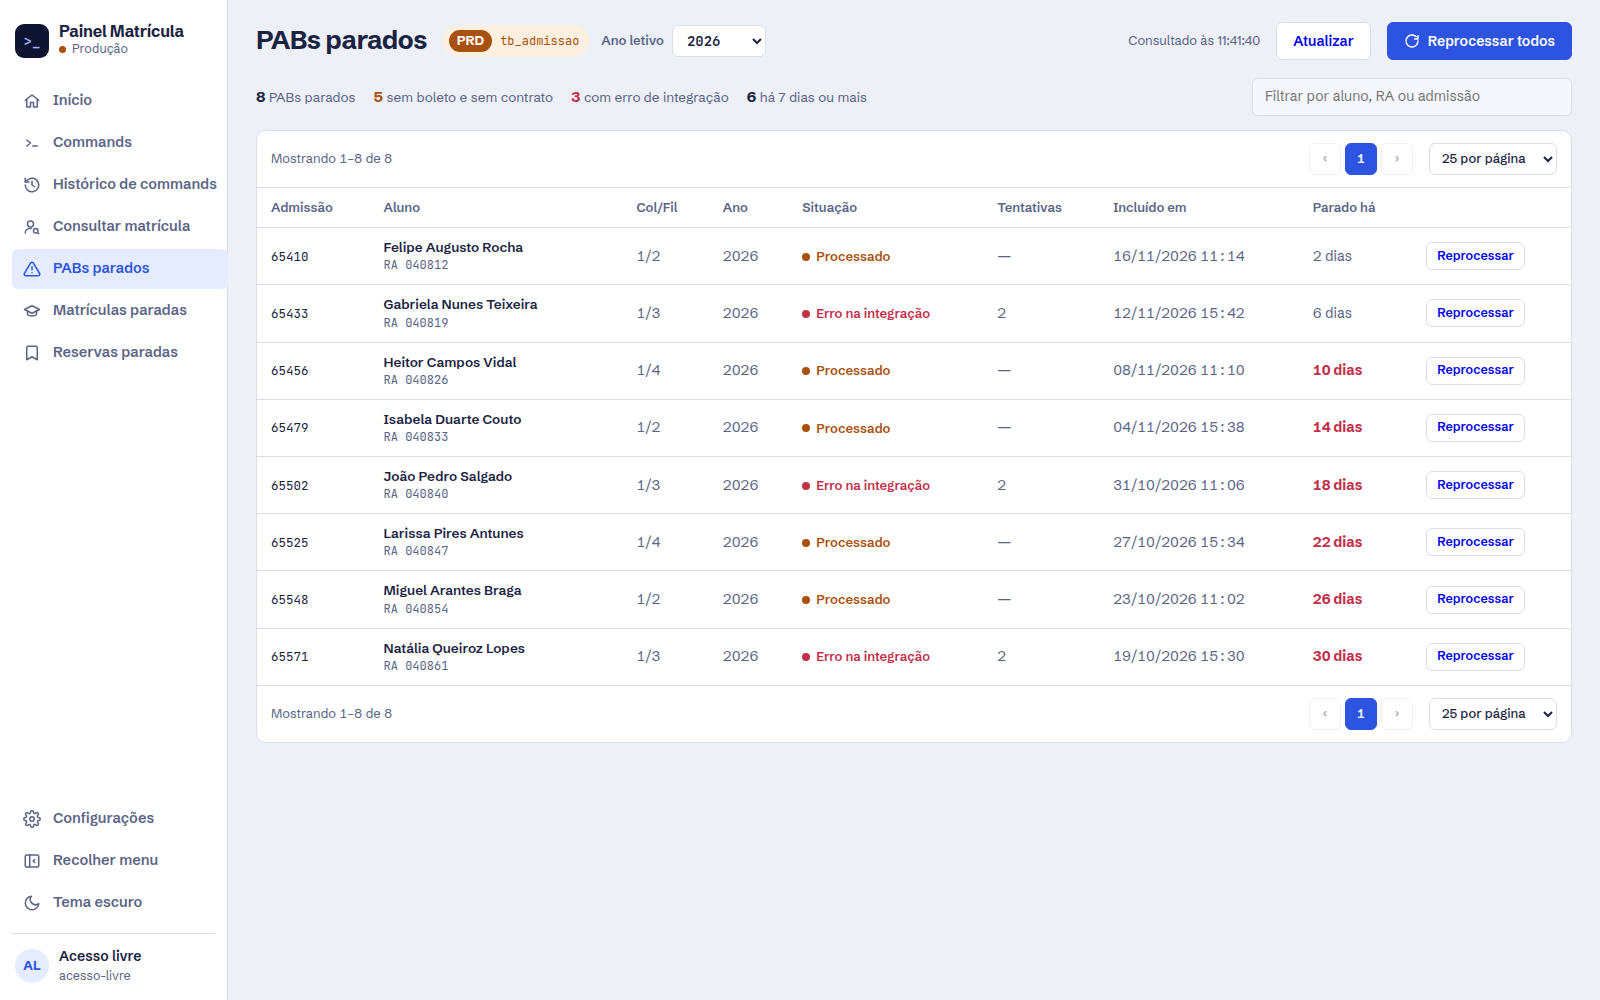 >_ Painel Matrícula
Produção
Início
Commands
Histórico de commands
Consultar matrícula
PABs parados
Matrículas paradas
Reservas paradas
Configurações
Recolher menu
Tema escuro
AL Acesso livre
acesso-livre
PABs parados PRD tb_admissao Ano letivo 2026 Consultado às 11:41:40 Atualizar Reprocessar todos
8 PABs parados 5 sem boleto e sem contrato 3 com erro de integração 6 há 7 dias ou mais Filtrar por aluno, RA ou admissão
Mostrando 1–8 de 8 ‹ 1 › 25 por página
Admissão Aluno Col/Fil Ano Situação Tentativas Incluído em Parado há
65410 Felipe Augusto Rocha 1/2 2026 Processado — 16/11/2026 11:14 2 dias Reprocessar
RA 040812
65433 Gabriela Nunes Teixeira 1/3 2026 Erro na integração 2 12/11/2026 15:42 6 dias Reprocessar
RA 040819
65456 Heitor Campos Vidal 1/4 2026 Processado — 08/11/2026 11:10 10 dias Reprocessar
RA 040826
65479 Isabela Duarte Couto 1/2 2026 Processado — 04/11/2026 15:38 14 dias Reprocessar
RA 040833
65502 João Pedro Salgado 1/3 2026 Erro na integração 2 31/10/2026 11:06 18 dias Reprocessar
RA 040840
65525 Larissa Pires Antunes 1/4 2026 Processado — 27/10/2026 15:34 22 dias Reprocessar
RA 040847
65548 Miguel Arantes Braga 1/2 2026 Processado — 23/10/2026 11:02 26 dias Reprocessar
RA 040854
65571 Natália Queiroz Lopes 1/3 2026 Erro na integração 2 19/10/2026 15:30 30 dias Reprocessar
RA 040861
Mostrando 1–8 de 8 ‹ 1 › 25 por página